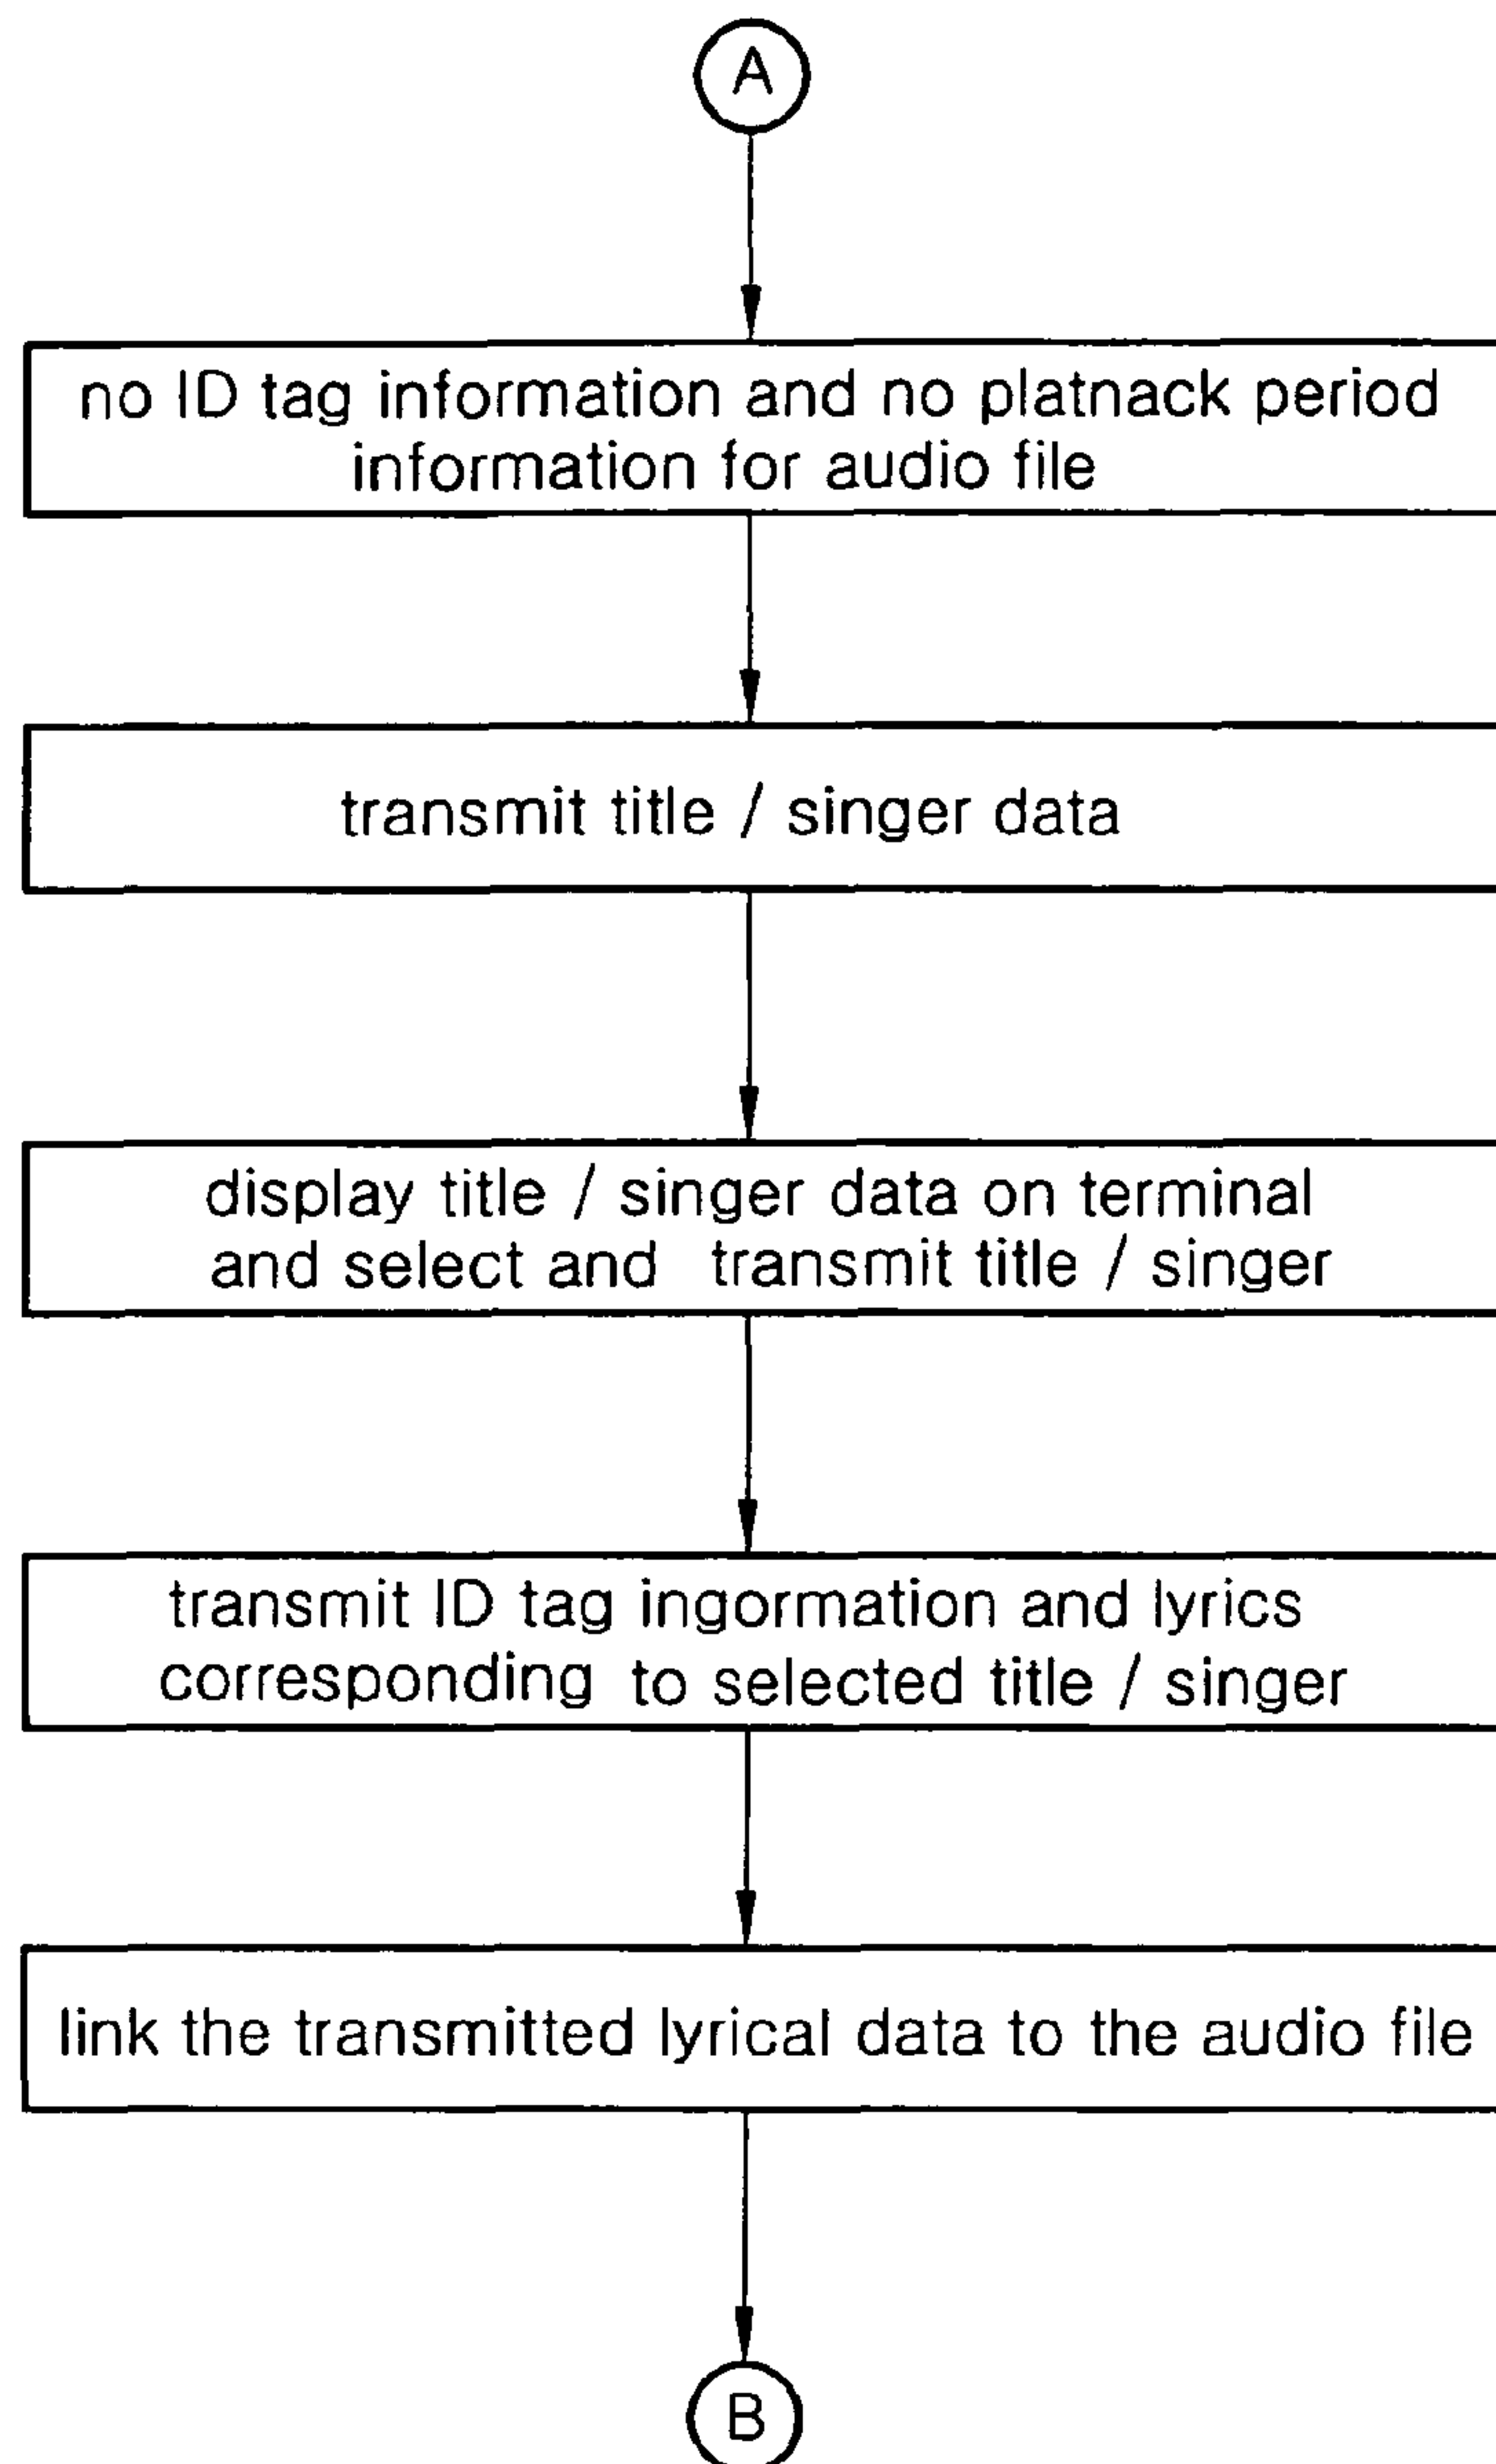 A
no ID tag information and no platnack period
information for audio file
transmit title / singer data
display title / singer data on terminal
and select and transmit title / singer
transmit ID tag ingormation and lyrics
corresponding to selected title / singer
link the transmitted lyrical data to the audio file
B